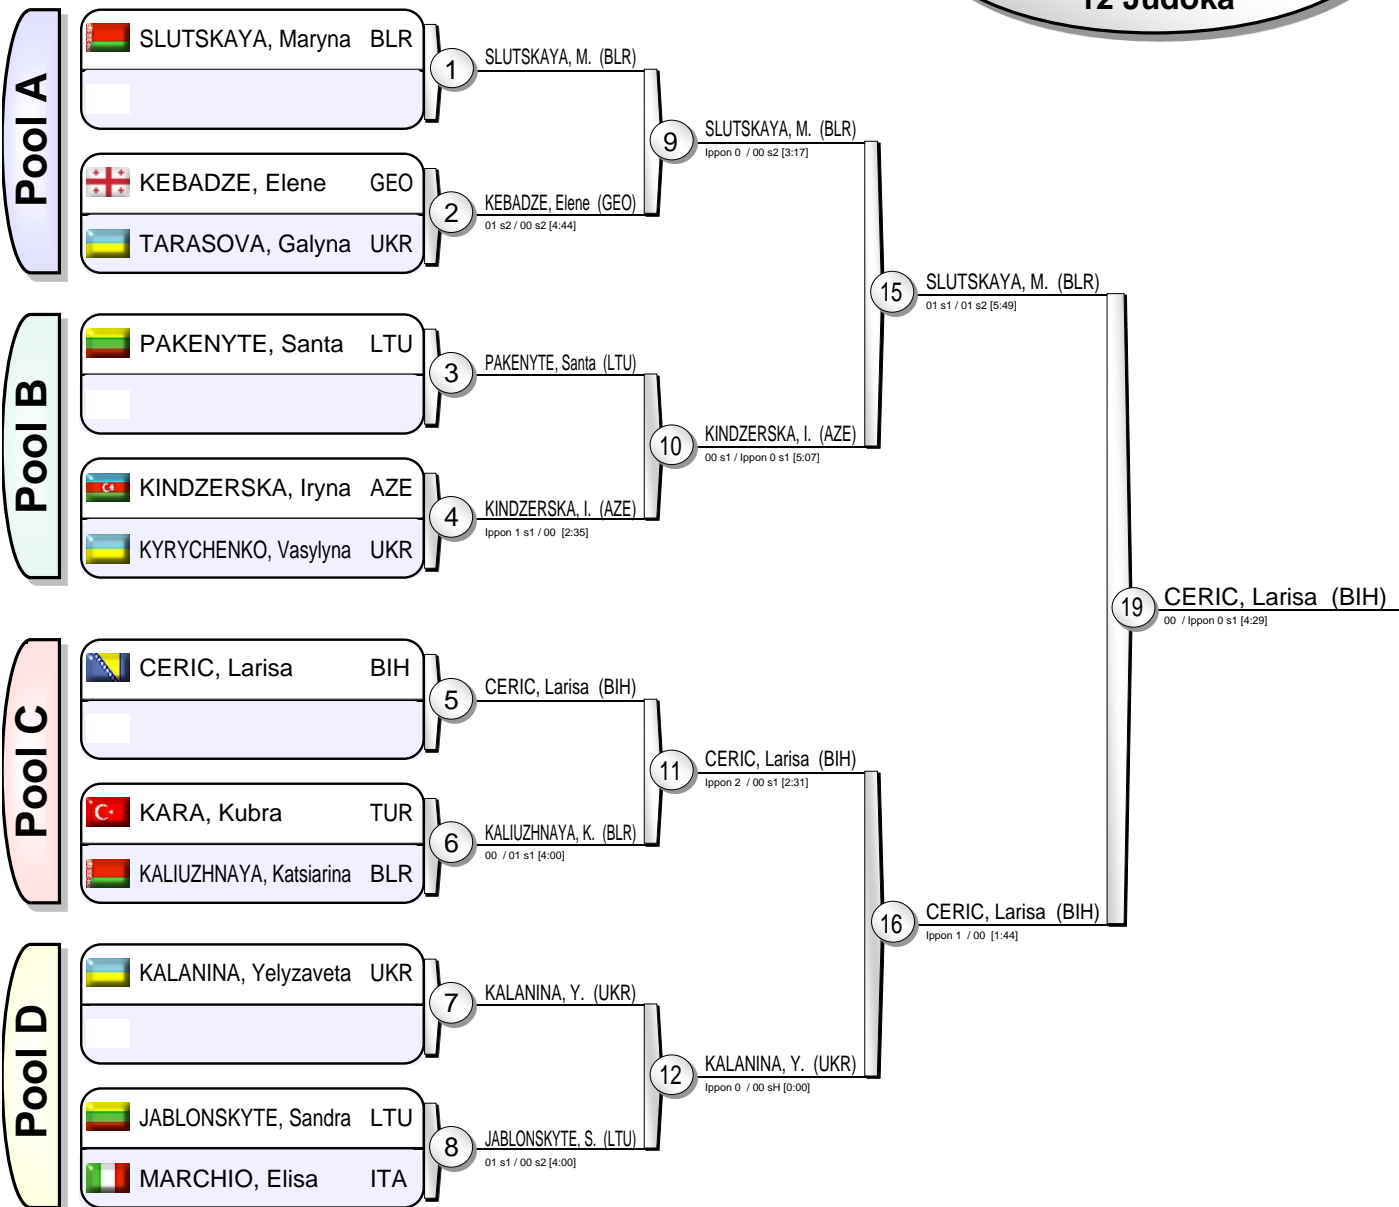 12 Judoka
Pool A
SLUTSKAYA, Maryna BLR
1
SLUTSKAYA, M. (BLR)
KEBADZE, Elene GEO
TARASOVA, Galyna UKR
2
KEBADZE, Elene (GEO)
01 s2 / 00 s2 [4:44]
9
SLUTSKAYA, M. (BLR)
Ippon 0 / 00 s2 [3:17]
Pool B
PAKENYTE, Santa LTU
3
PAKENYTE, Santa (LTU)
KINDZERSKA, Iryna AZE
KYRYCHENKO, Vasylyna UKR
4
KINDZERSKA, I. (AZE)
Ippon 1 s1 / 00 [2:35]
10
KINDZERSKA, I. (AZE)
00 s1 / Ippon 0 s1 [5:07]
15
SLUTSKAYA, M. (BLR)
01 s1 / 01 s2 [5:49]
Pool C
CERIC, Larisa BIH
5
CERIC, Larisa (BIH)
KARA, Kubra TUR
KALIUZHNAYA, Katsiarina BLR
6
KALIUZHNAYA, K. (BLR)
00 / 01 s1 [4:00]
11
CERIC, Larisa (BIH)
Ippon 2 / 00 s1 [2:31]
Pool D
KALANINA, Yelyzaveta UKR
7
KALANINA, Y. (UKR)
JABLONSKYTE, Sandra LTU
MARCHIO, Elisa ITA
8
JABLONSKYTE, S. (LTU)
01 s1 / 00 s2 [4:00]
12
KALANINA, Y. (UKR)
Ippon 0 / 00 sH [0:00]
16
CERIC, Larisa (BIH)
Ippon 1 / 00 [1:44]
19
CERIC, Larisa (BIH)
00 / Ippon 0 s1 [4:29]